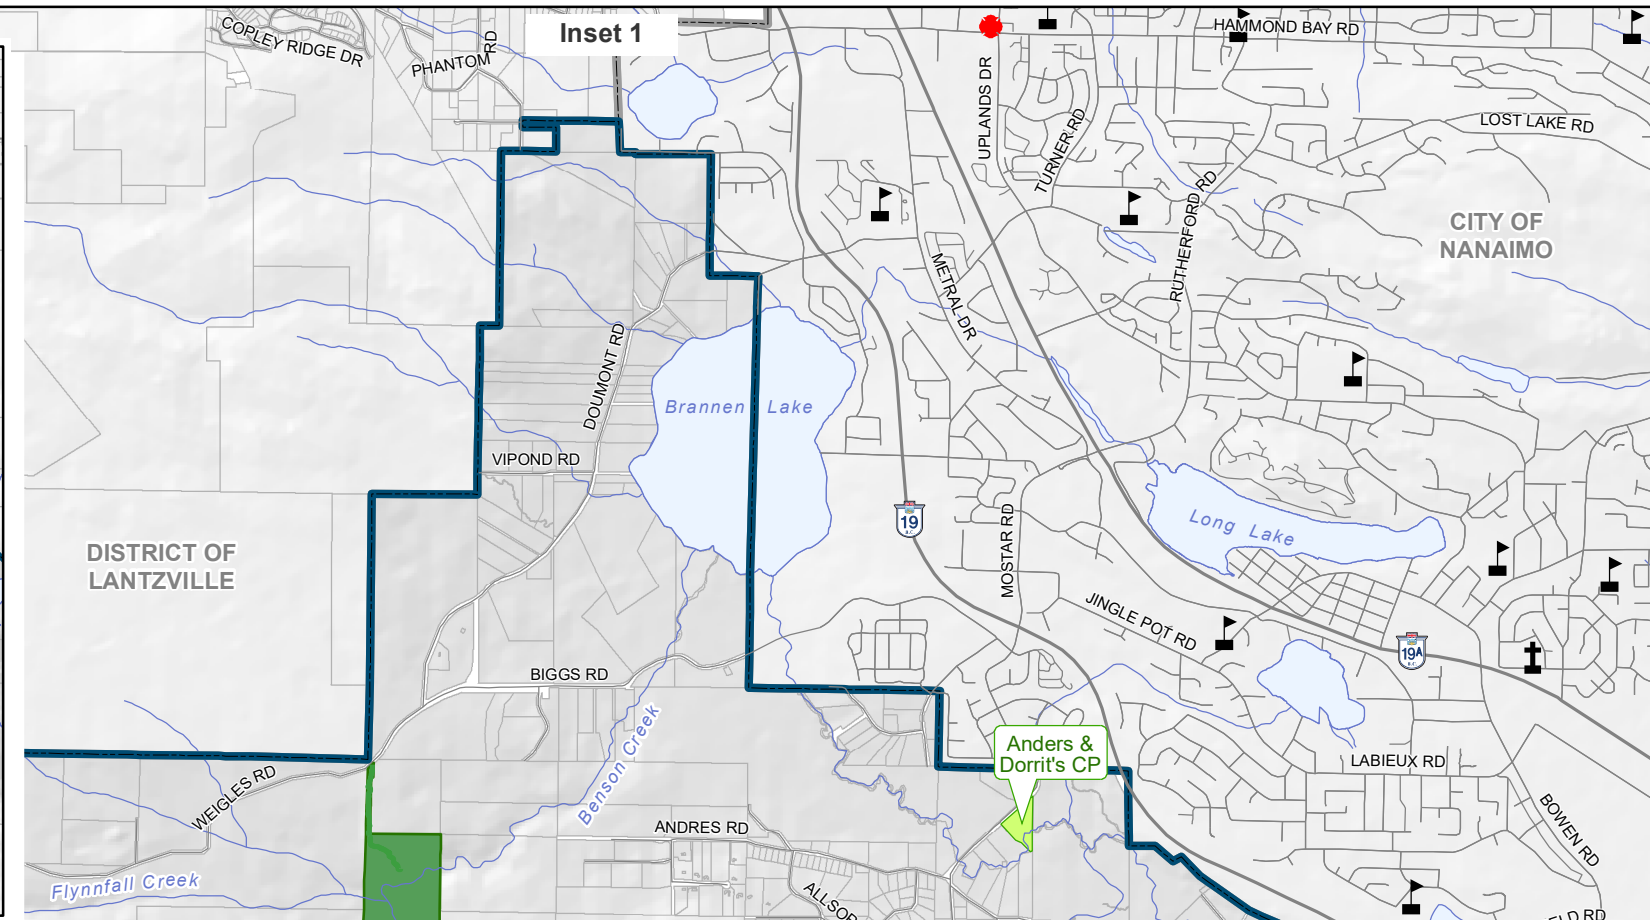 Inset 1
COPLEY RIDGE DR
PHANTOM RD
HAMMOND BAY RD
UPLANDS DR
TURNER RD
LOST LAKE RD
RUTHERFORD RD
CITY OF
NANAIMO
METRAL DR
DOUMONT RD
Brannen Lake
VIPOND RD
19
Long Lake
MOSTAR RD
DISTRICT OF
LANTZVILLE
JINGLE POT RD
19A
BIGGS RD
Benson Creek
Anders &
Dorrit's CP
LABIEUX RD
WEIGLES RD
BOWEN RD
ANDRES RD
Flynnfall Creek
ALLSOP
ELD RD